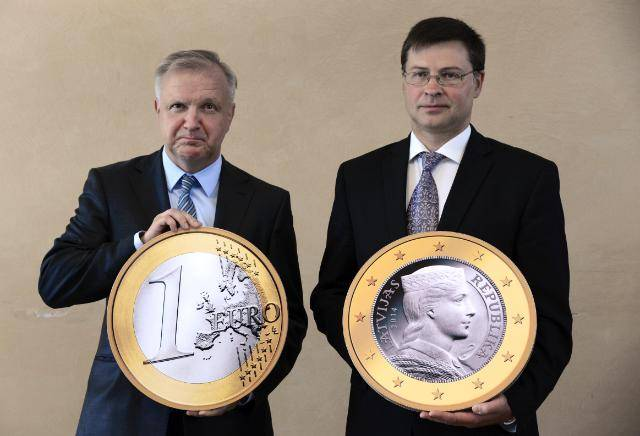 1
EURO
LATVIJAS
REPUBLIKA
2014